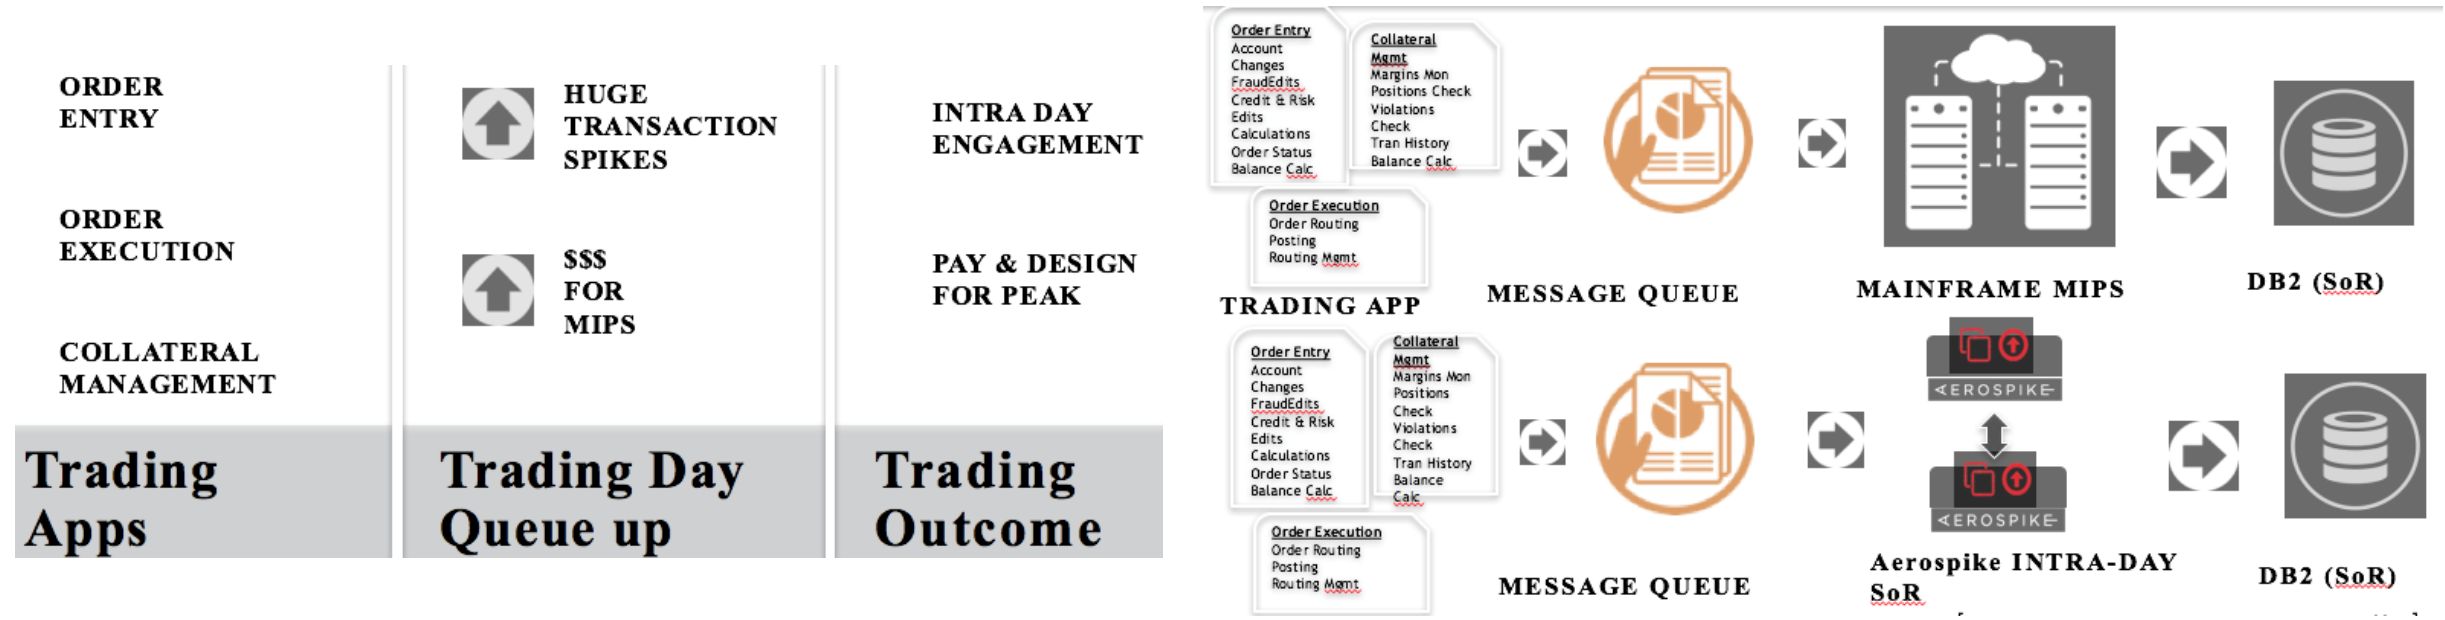 ORDER
ENTRY
ORDER
EXECUTION
COLLATERAL
MANAGEMENT
Trading
Apps
HUGE
TRANSACTION
SPIKES
$$$
FOR
MIPS
Trading Day
Queue up
INTRA DAY
ENGAGEMENT
PAY & DESIGN
FOR PEAK
Trading
Outcome
Order Entry
Account
Changes
FraudEdits
Credit & Risk
Edits
Calculations
Order Status
Balance Calc
Collateral
Mgmt
Margins Mon
Positions Check
Violations
Check
Tran History
Balance Calc
Order Execution
Order Routing
Posting
Routing Mgmt
TRADING APP
MESSAGE QUEUE
MAINFRAME MIPS
DB2 (SoR)
Order Entry
Account
Changes
FraudEdits
Credit & Risk
Edits
Calculations
Order Status
Balance Calc
Collateral
Mgmt
Margins Mon
Positions
Check
Violations
Check
Tran History
Balance
Calc
Order Execution
Order Routing
Posting
Routing Mgmt
MESSAGE QUEUE
AEROSPIKE
AEROSPIKE
Aerospike INTRA-DAY
SoR
DB2 (SoR)